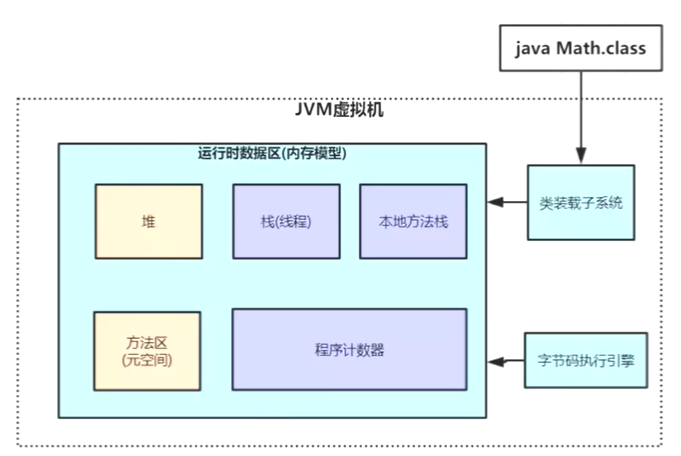 java Math.class
JVM虚拟机
运行时数据区(内存模型)
堆
栈(线程)
本地方法栈
类装载子系统
方法区
(元空间)
程序计数器
字节码执行引擎